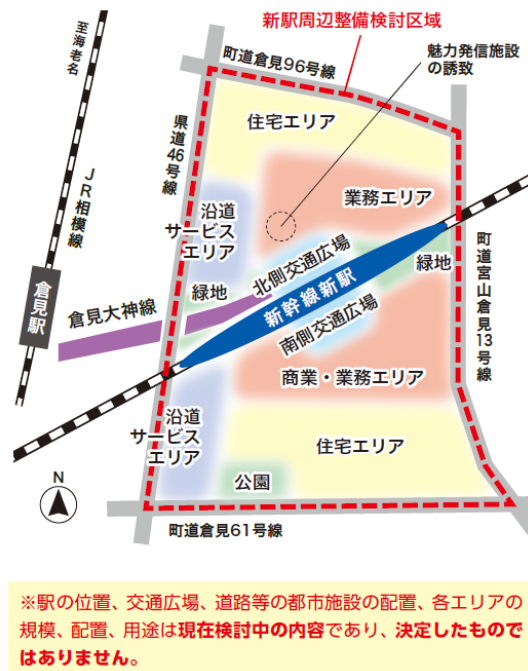 新駅周辺整備検討区域
至海老名
町道倉見96号線
魅力発信施設
の誘致
住宅エリア
県道46号線
JR相模線
業務エリア
沿道
サービス
エリア
北側交通広場
緑地
緑地
町道宮山倉見13号線
倉見駅
倉見大神線
新幹線新駅
南側交通広場
商業・業務エリア
沿道
サービス
エリア
住宅エリア
公園
N
町道倉見61号線
※駅の位置、交通広場、道路等の都市施設の配置、各エリアの
規模、配置、用途は現在検討中の内容であり、決定したもので
はありません。